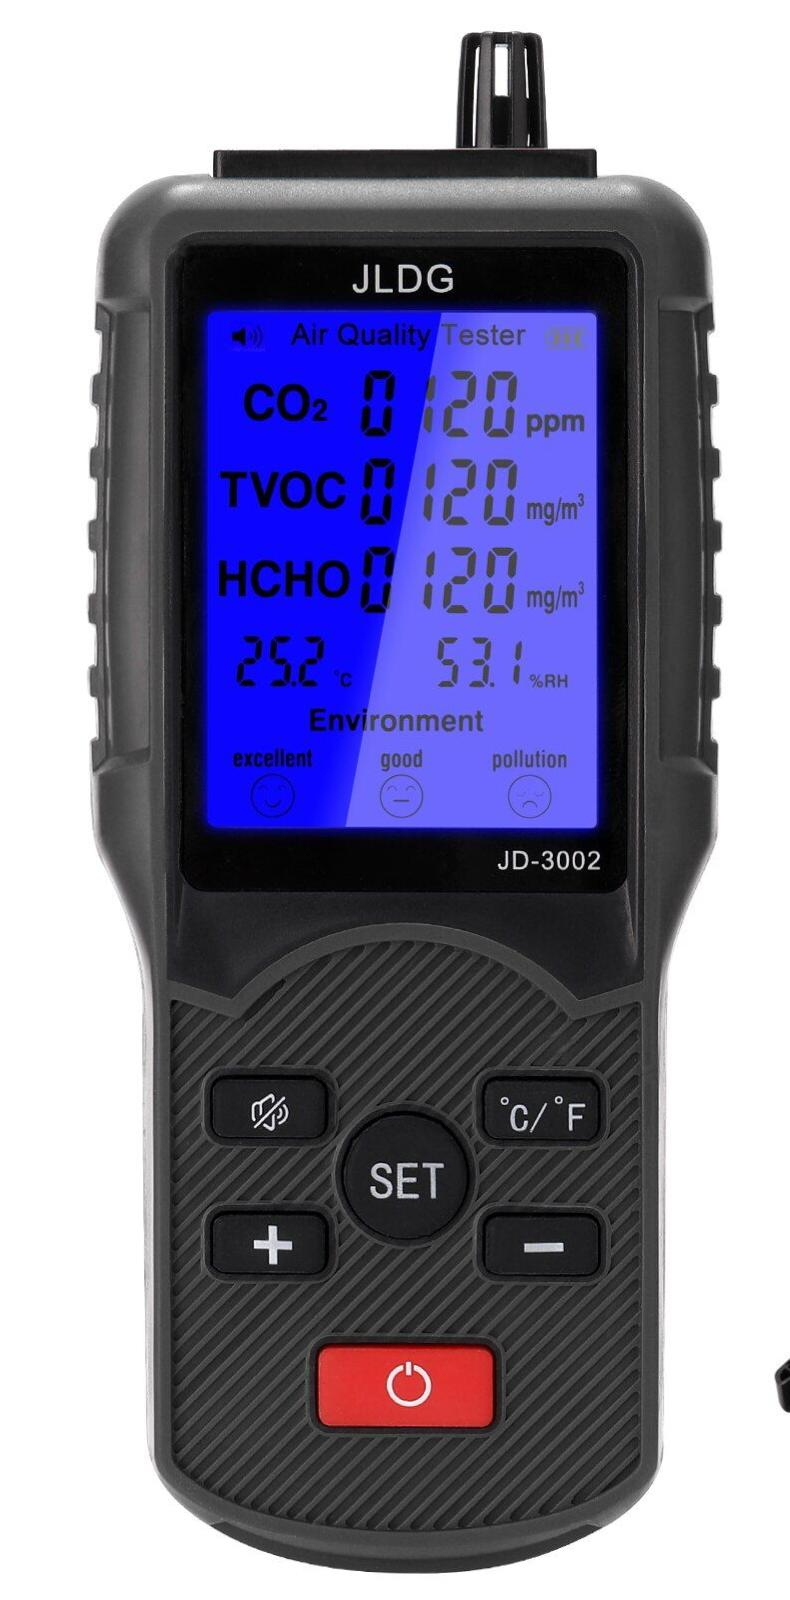 JLDG
Air Quality Tester
CO₂ 0120 ppm
TVOC 0120 mg/m³
HCHO 0120 mg/m³
25.2 °C 53.1 %RH
Environment
excellent good pollution
JD-3002
°C/°F
SET
+ −